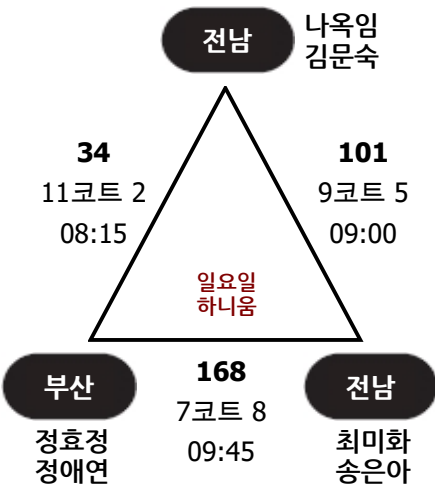 전남
나옥임
김문숙
34
11코트 2
08:15
101
9코트 5
09:00
일요일
하니움
부산
정효정
정애연
168
7코트 8
09:45
전남
최미화
송은아